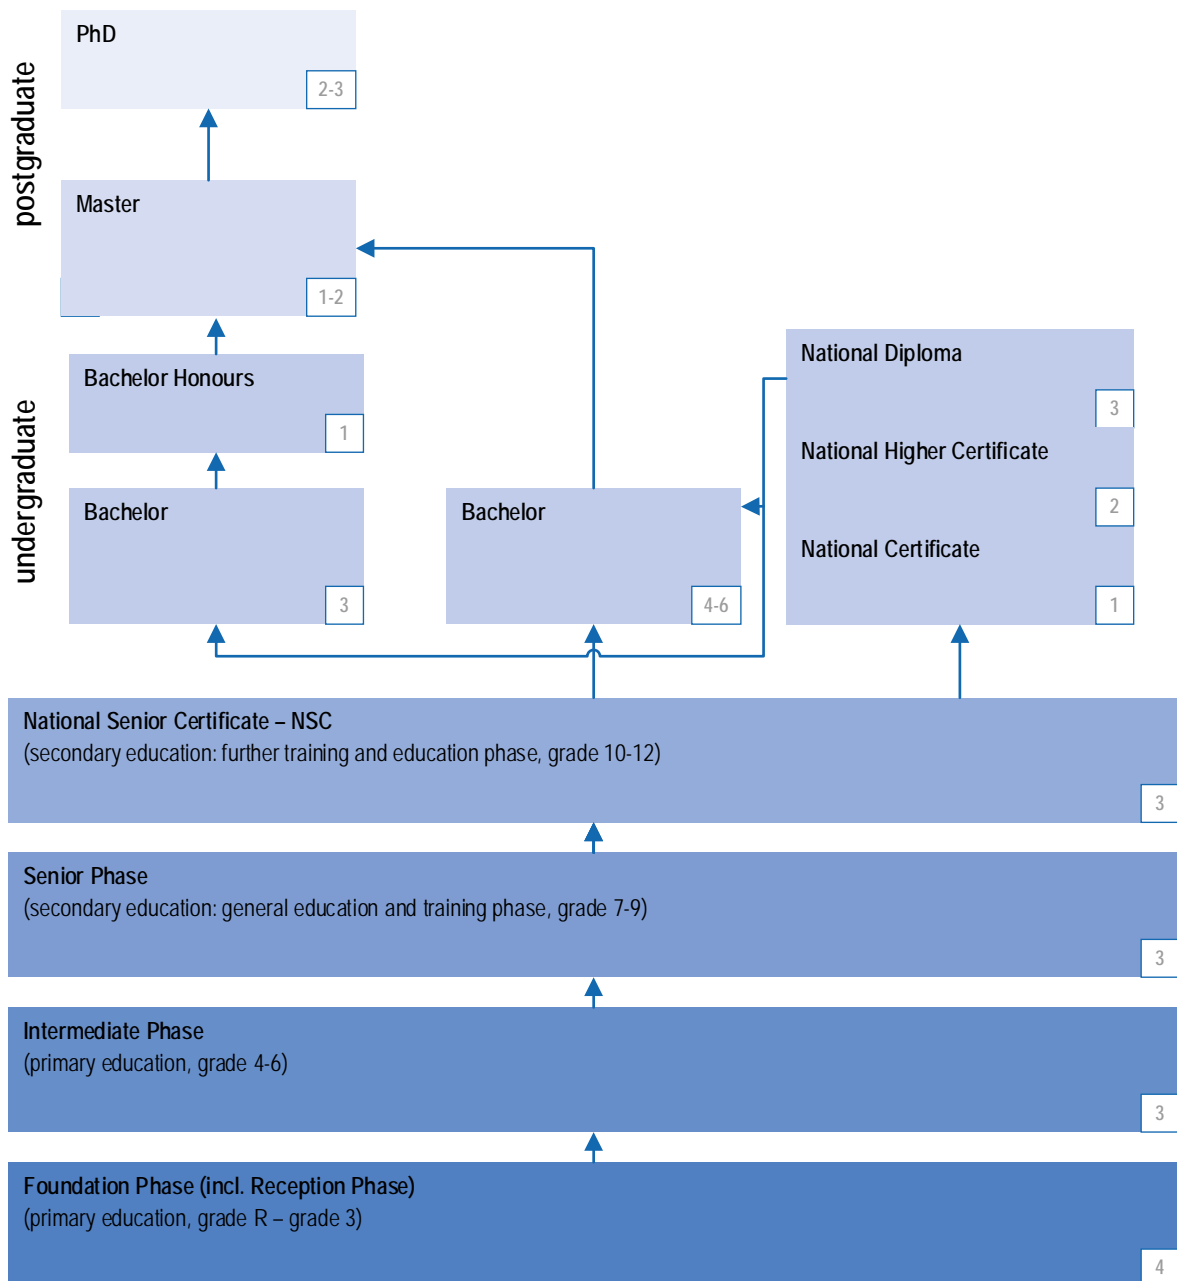 postgraduate
PhD
2-3
Master
1-2
undergraduate
Bachelor Honours
1
Bachelor
3
Bachelor
4-6
National Diploma
3
National Higher Certificate
2
National Certificate
1
National Senior Certificate – NSC
(secondary education: further training and education phase, grade 10-12)
3
Senior Phase
(secondary education: general education and training phase, grade 7-9)
3
Intermediate Phase
(primary education, grade 4-6)
3
Foundation Phase (incl. Reception Phase)
(primary education, grade R – grade 3)
4